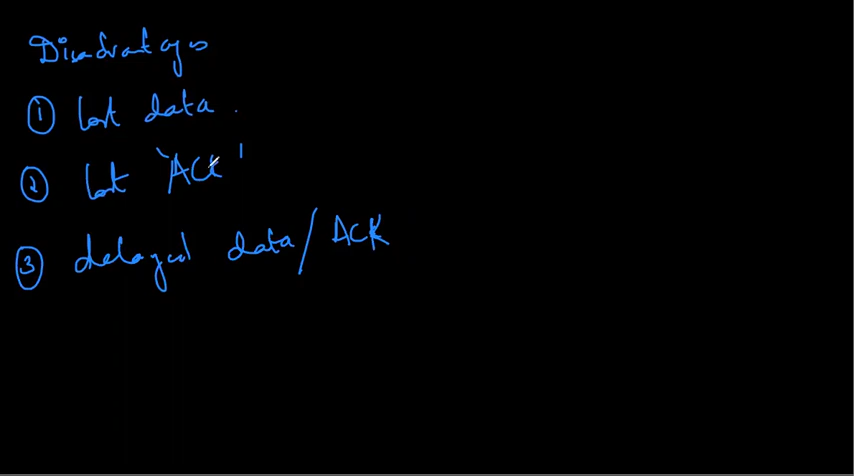 Disadvantages
① lost data.
② lost 'ACK'
③ delayed data/ACK